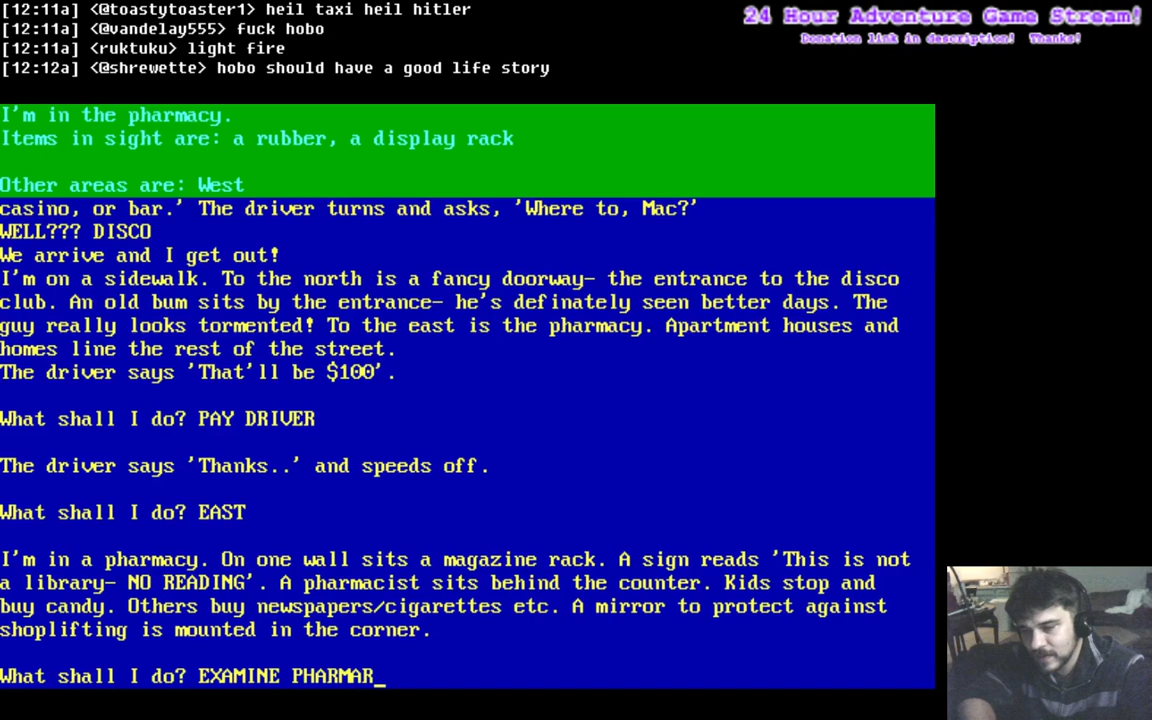 [12:11a] <@toastytoaster1> heil taxi heil hitler
[12:11a] <@vandelay555> fuck hobo
[12:11a] <ruktuku> light fire
[12:12a] <@shrewette> hobo should have a good life story
24 Hour Adventure Game Stream!
Donation link in description! Thanks!
I'm in the pharmacy.
Items in sight are: a rubber, a display rack
Other areas are: West
casino, or bar.' The driver turns and asks, 'Where to, Mac?'
WELL??? DISCO
We arrive and I get out!
I'm on a sidewalk. To the north is a fancy doorway- the entrance to the disco
club. An old bum sits by the entrance- he's definately seen better days. The
guy really looks tormented! To the east is the pharmacy. Apartment houses and
homes line the rest of the street.
The driver says 'That'll be $100'.
What shall I do? PAY DRIVER
The driver says 'Thanks..' and speeds off.
What shall I do? EAST
I'm in a pharmacy. On one wall sits a magazine rack. A sign reads 'This is not
a library- NO READING'. A pharmacist sits behind the counter. Kids stop and
buy candy. Others buy newspapers/cigarettes etc. A mirror to protect against
shoplifting is mounted in the corner.
What shall I do? EXAMINE PHARMAR_